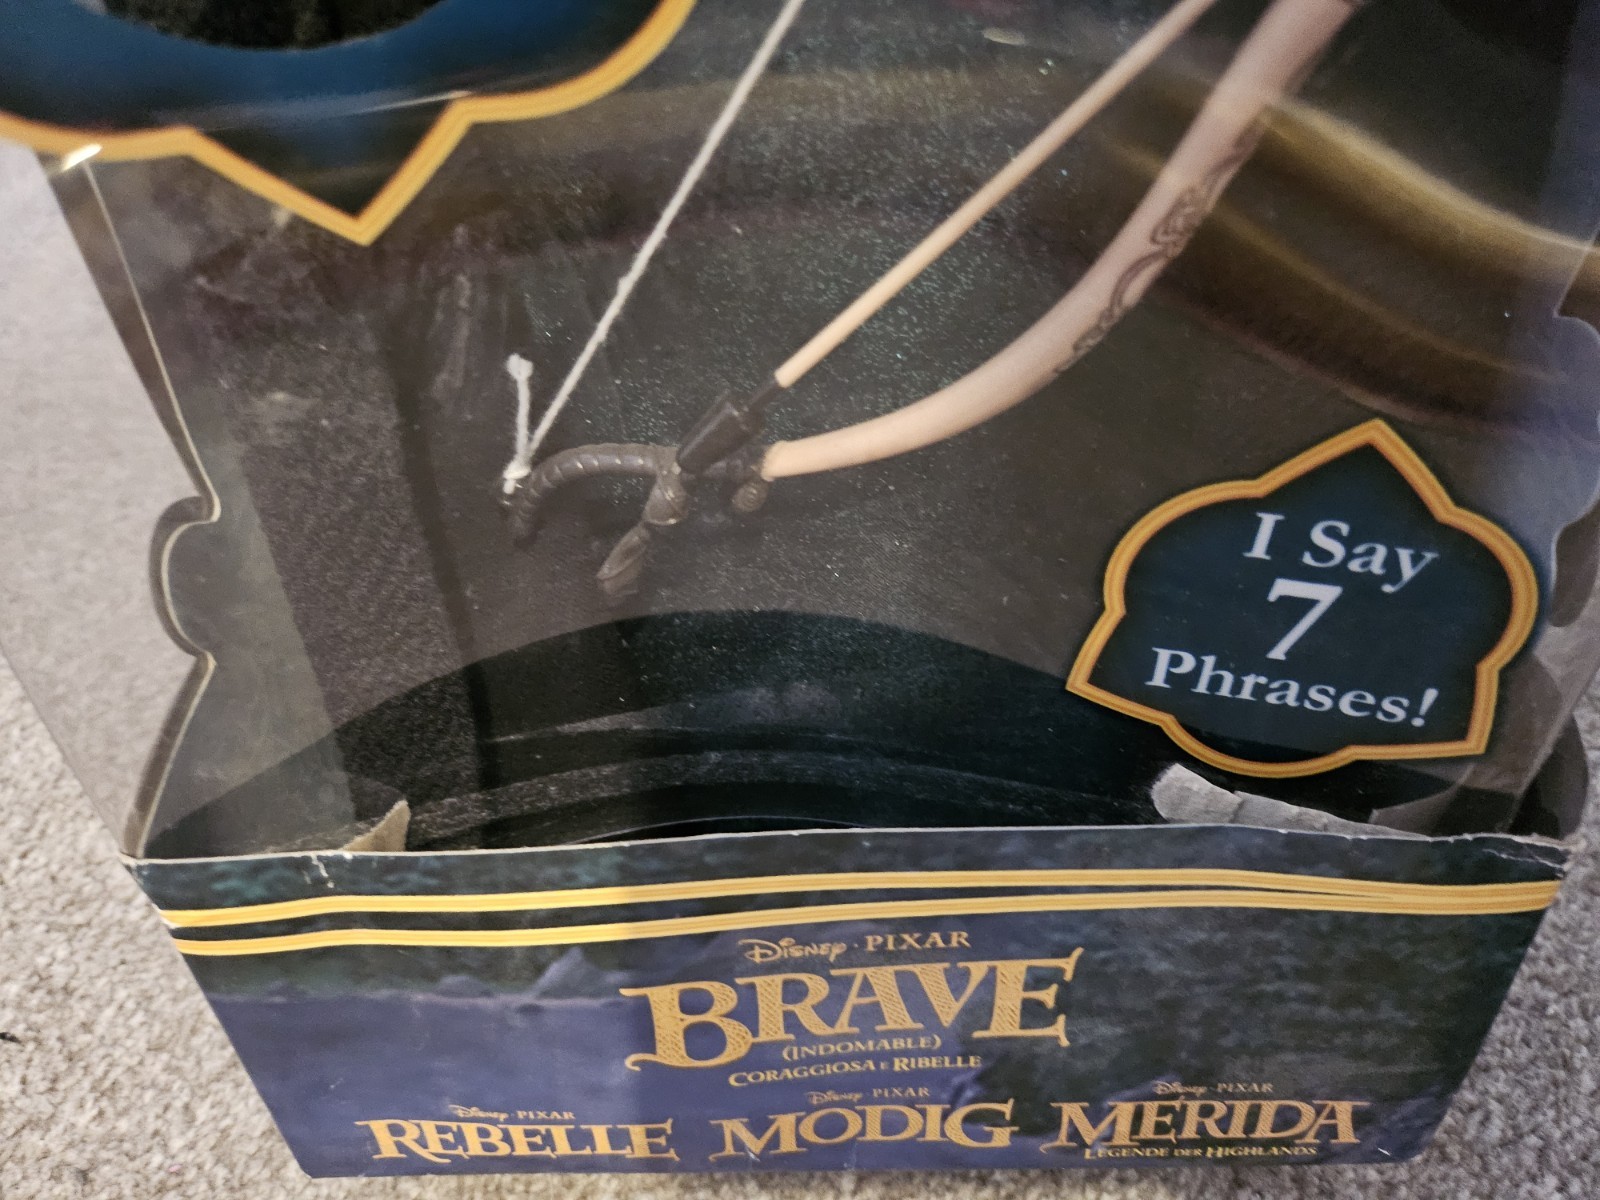 I Say
7
Phrases!
Disney · PIXAR
BRAVE
(INDOMABLE)
CORAGGIOSA E RIBELLE
Disney · PIXAR
REBELLE
Disney · PIXAR
MODIG
Disney · PIXAR
MERIDA
LEGENDE DER HIGHLANDS